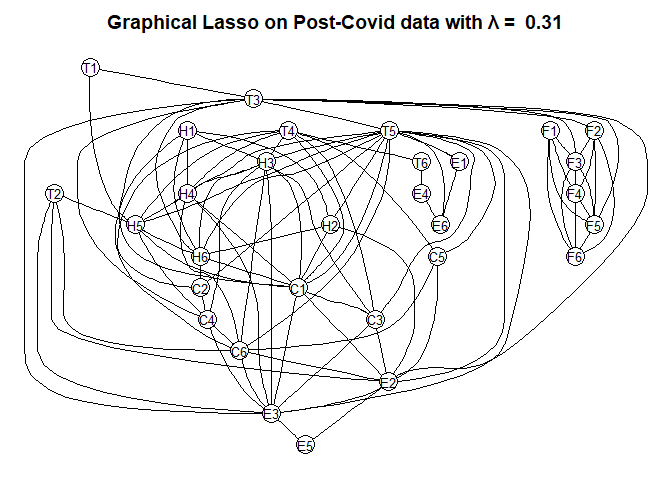 Graphical Lasso on Post-Covid data with λ = 0.31
T1
T3
H1 T4 T5 F1 F2
H3 T6 E1 F3
T2 H4 E4 F4
H5 H2 E6 F5
H6 C5 F6
C2 C1
C4 C3
C6
E2
E3
E5